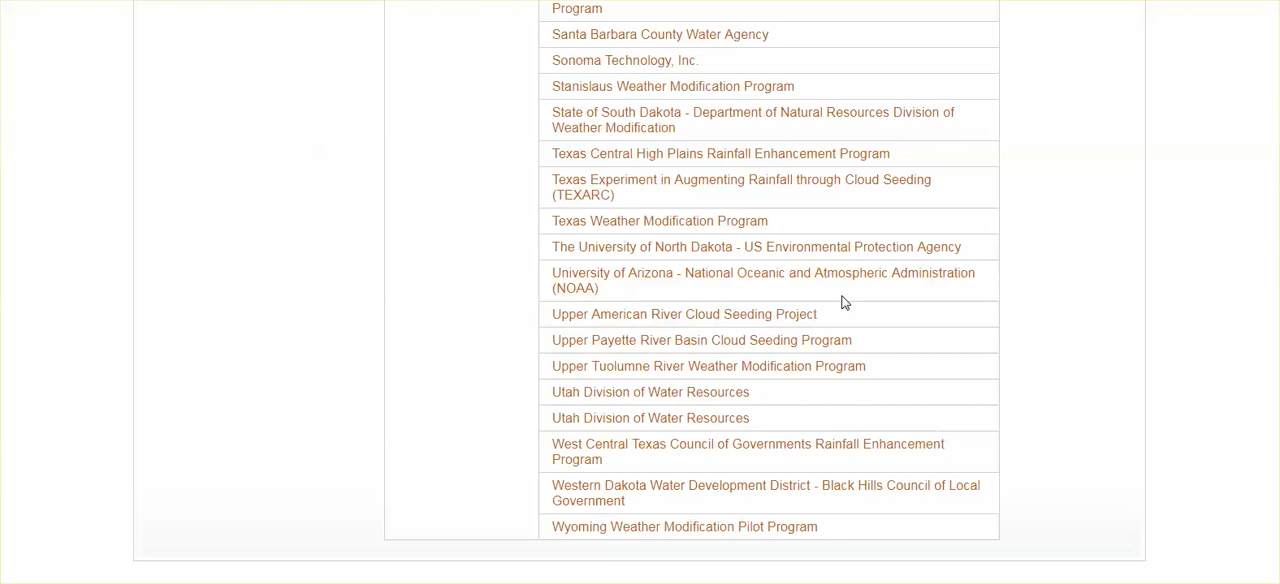 Program
Santa Barbara County Water Agency
Sonoma Technology, Inc.
Stanislaus Weather Modification Program
State of South Dakota - Department of Natural Resources Division of
Weather Modification
Texas Central High Plains Rainfall Enhancement Program
Texas Experiment in Augmenting Rainfall through Cloud Seeding
(TEXARC)
Texas Weather Modification Program
The University of North Dakota - US Environmental Protection Agency
University of Arizona - National Oceanic and Atmospheric Administration
(NOAA)
Upper American River Cloud Seeding Project
Upper Payette River Basin Cloud Seeding Program
Upper Tuolumne River Weather Modification Program
Utah Division of Water Resources
Utah Division of Water Resources
West Central Texas Council of Governments Rainfall Enhancement
Program
Western Dakota Water Development District - Black Hills Council of Local
Government
Wyoming Weather Modification Pilot Program